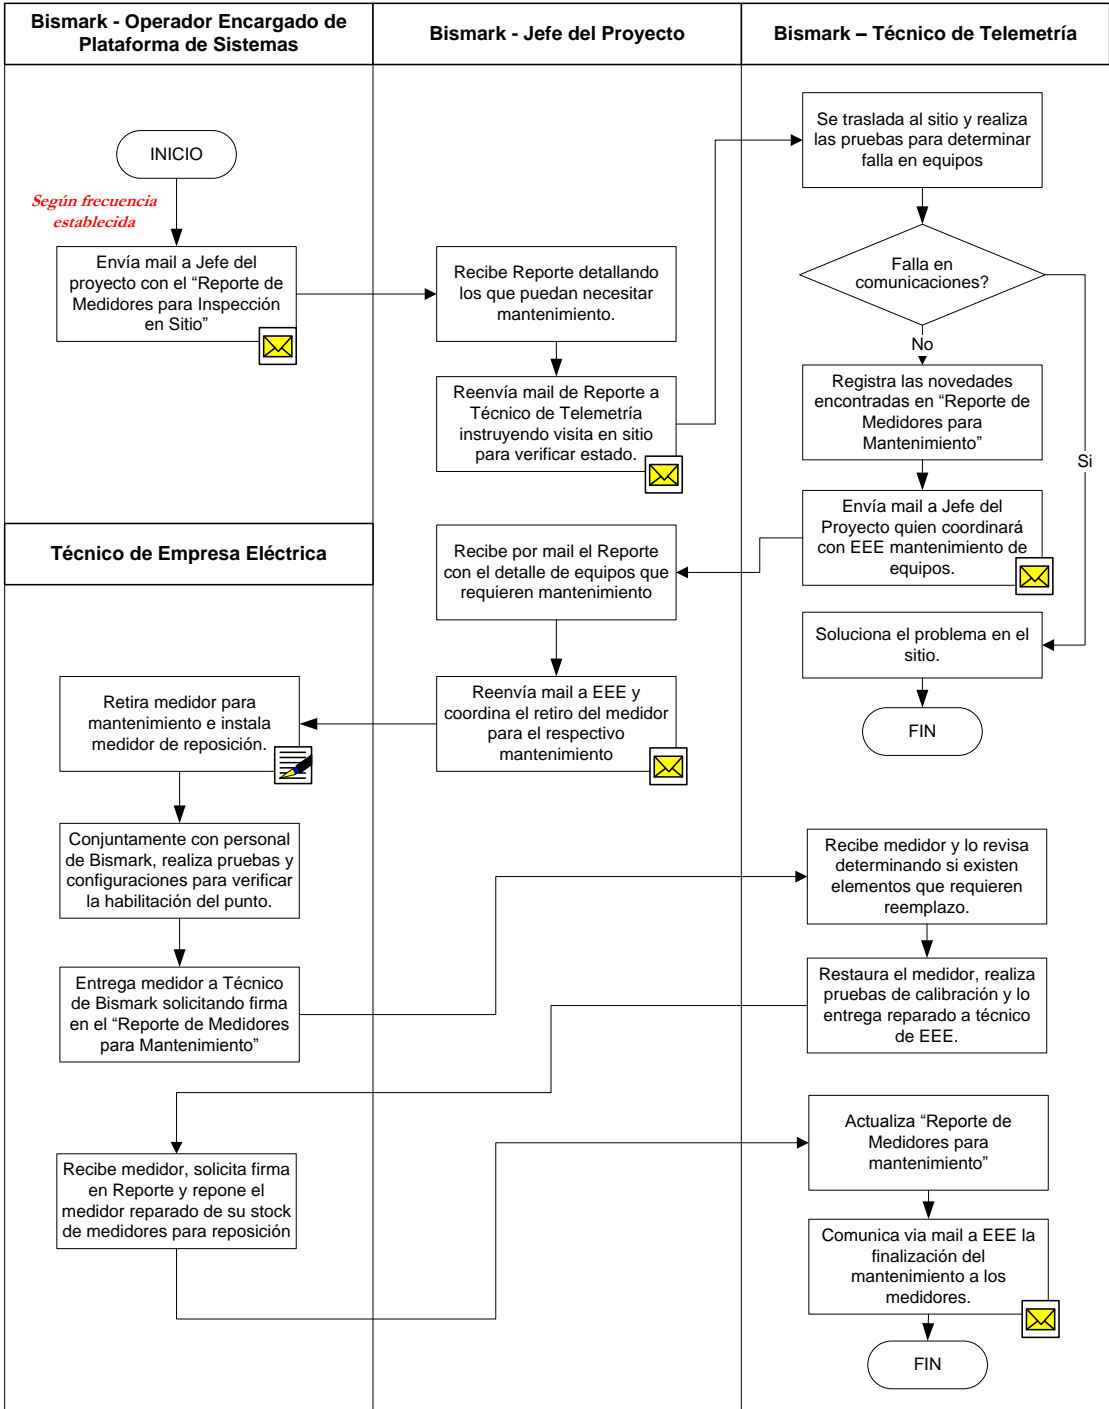 Bismark - Operador Encargado de
Plataforma de Sistemas
Bismark - Jefe del Proyecto
Bismark – Técnico de Telemetría
INICIO
Según frecuencia
establecida
Envía mail a Jefe del
proyecto con el “Reporte de
Medidores para Inspección
en Sitio”
Recibe Reporte detallando
los que puedan necesitar
mantenimiento.
Reenvía mail de Reporte a
Técnico de Telemetría
instruyendo visita en sitio
para verificar estado.
Se traslada al sitio y realiza
las pruebas para determinar
falla en equipos
Falla en
comunicaciones?
No
Si
Registra las novedades
encontradas en “Reporte de
Medidores para
Mantenimiento”
Envía mail a Jefe del
Proyecto quien coordinará
con EEE mantenimiento de
equipos.
Soluciona el problema en el
sitio.
FIN
Técnico de Empresa Eléctrica
Recibe por mail el Reporte
con el detalle de equipos que
requieren mantenimiento
Reenvía mail a EEE y
coordina el retiro del medidor
para el respectivo
mantenimiento
Retira medidor para
mantenimiento e instala
medidor de reposición.
Conjuntamente con personal
de Bismark, realiza pruebas y
configuraciones para verificar
la habilitación del punto.
Entrega medidor a Técnico
de Bismark solicitando firma
en el “Reporte de Medidores
para Mantenimiento”
Recibe medidor y lo revisa
determinando si existen
elementos que requieren
reemplazo.
Restaura el medidor, realiza
pruebas de calibración y lo
entrega reparado a técnico
de EEE.
Recibe medidor, solicita firma
en Reporte y repone el
medidor reparado de su stock
de medidores para reposición
Actualiza “Reporte de
Medidores para
mantenimiento”
Comunica via mail a EEE la
finalización del
mantenimiento a los
medidores.
FIN